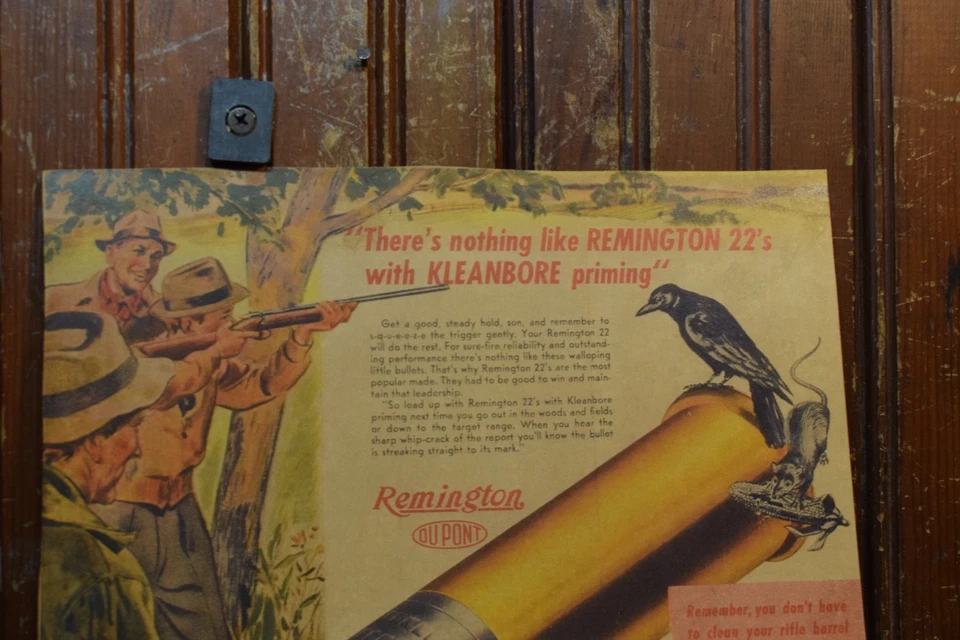 "There's nothing like REMINGTON 22's
with KLEANBORE priming"
Get a good, steady hold, son, and remember to
s-q-u-e-e-z-e the trigger gently. Your Remington 22
will do the rest. For sure-fire reliability and outstand-
ing performance there's nothing like these walloping
little bullets. That's why Remington 22's are the most
popular made. They had to be good to win and main-
tain that leadership.
"So load up with Remington 22's with Kleanbore
priming next time you go out in the woods and fields
or down to the target range. When you hear the
sharp whip-crack of the report you'll know the bullet
is streaking straight to its mark."
Remington
DU PONT
Remember, you don't have
to clean your rifle barrel